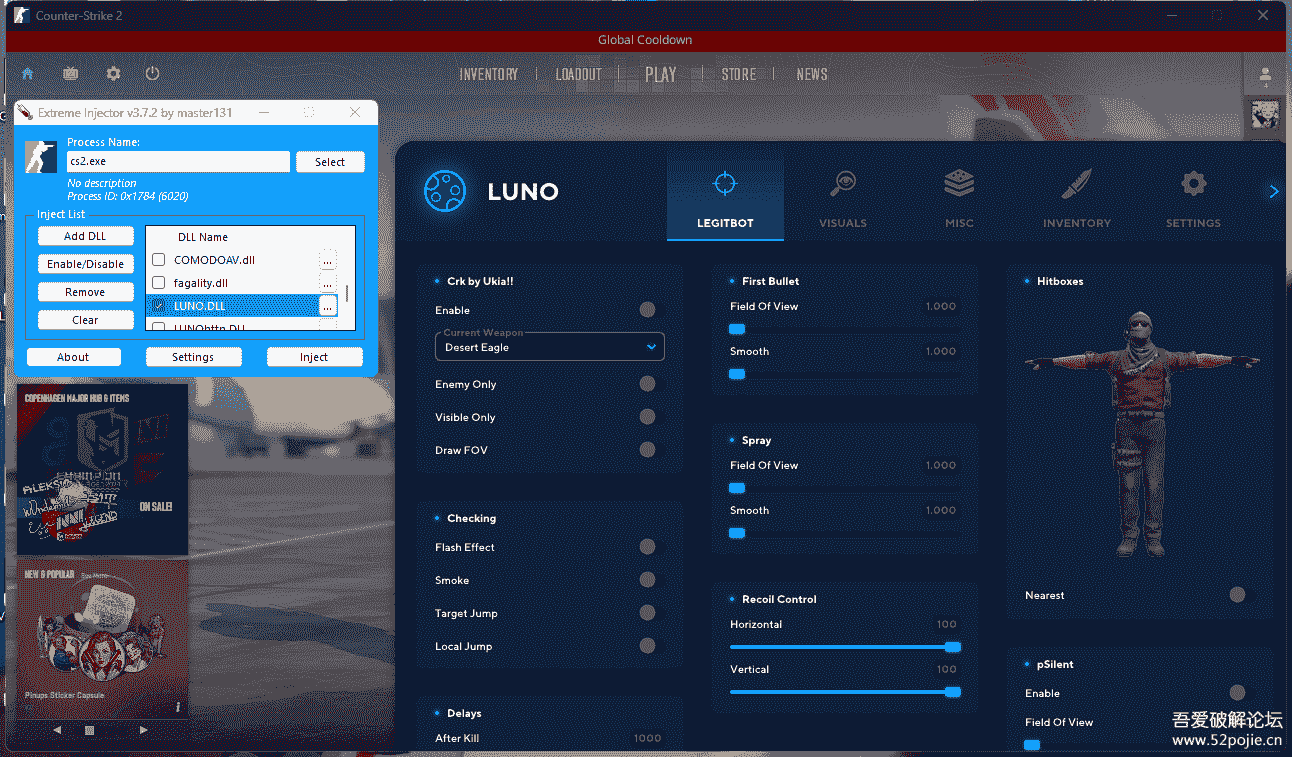 Counter-Strike 2
Global Cooldown
INVENTORY
LOADOUT
PLAY
STORE
NEWS
Extreme Injector v3.7.2 by master131
Process Name:
cs2.exe
Select
No description
Process ID: 0x1784 (6020)
Inject List
Add DLL
Enable/Disable
Remove
Clear
DLL Name
COMODOAV.dll
...
fagality.dll
...
LUNO.DLL
...
LUNOhttp.DLL
About
Settings
Inject
COPENHAGEN MAJOR HUB & ITEMS
CHAMPION
LEGEND
ON SALE!
NEW & POPULAR
Pinups Sticker Capsule
i
LUNO
LEGITBOT
VISUALS
MISC
INVENTORY
SETTINGS
Crk by Ukia!!
Enable
Current Weapon
Desert Eagle
Enemy Only
Visible Only
Draw FOV
Checking
Flash Effect
Smoke
Target Jump
Local Jump
Delays
After Kill 1000
First Bullet
Field Of View 1.000
Smooth 1.000
Spray
Field Of View 1.000
Smooth 1.000
Recoil Control
Horizontal 100
Vertical 100
Hitboxes
Nearest
pSilent
Enable
Field Of View
吾爱破解论坛
www.52pojie.cn